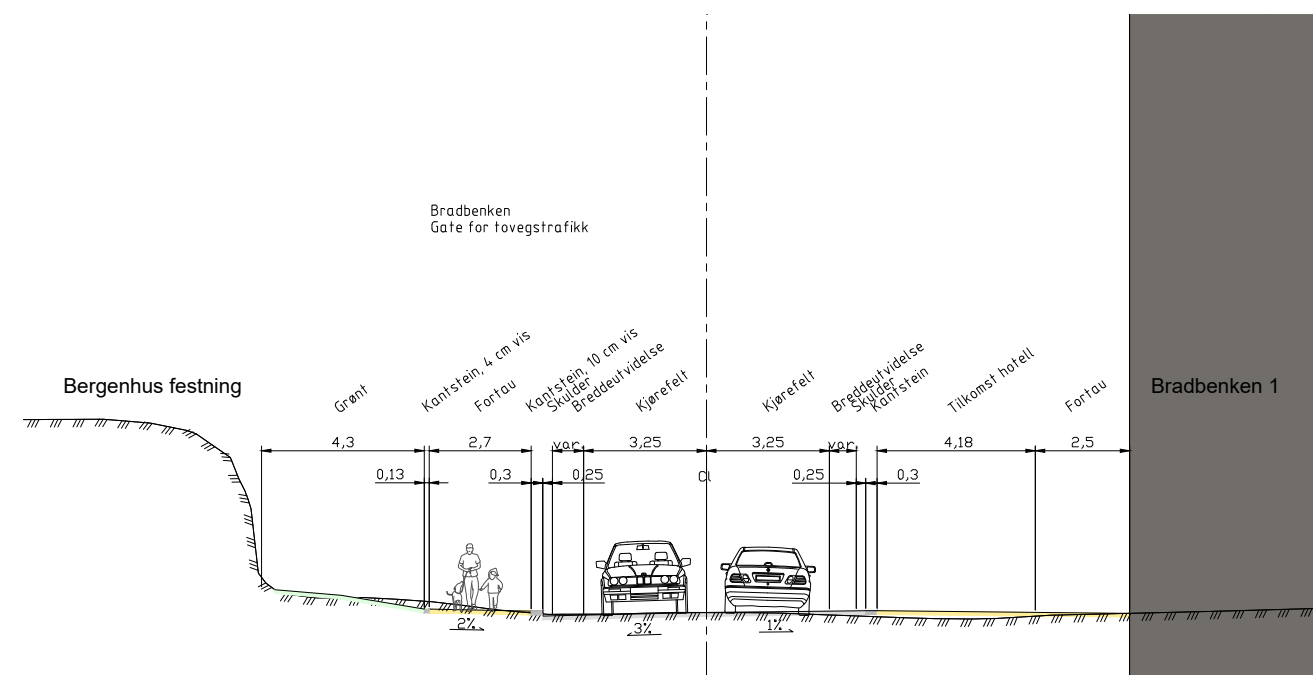 Bradbenken
Gate for tovegstrafikk
Bergenhus festning
Grønt
Kantstein, 4 cm vis
Fortau
Kantstein, 10 cm vis
Skulder
Breddeutvidelse
Kjørefelt
Kjørefelt
Breddeutvidelse
Skulder
Kantstein
Tilkomst hotell
Fortau
Bradbenken 1
4,3
2,7
var
3,25
3,25
var
4,18
2,5
0,13
0,3
0,25
Cl
0,25
0,3
2%
3%
1%